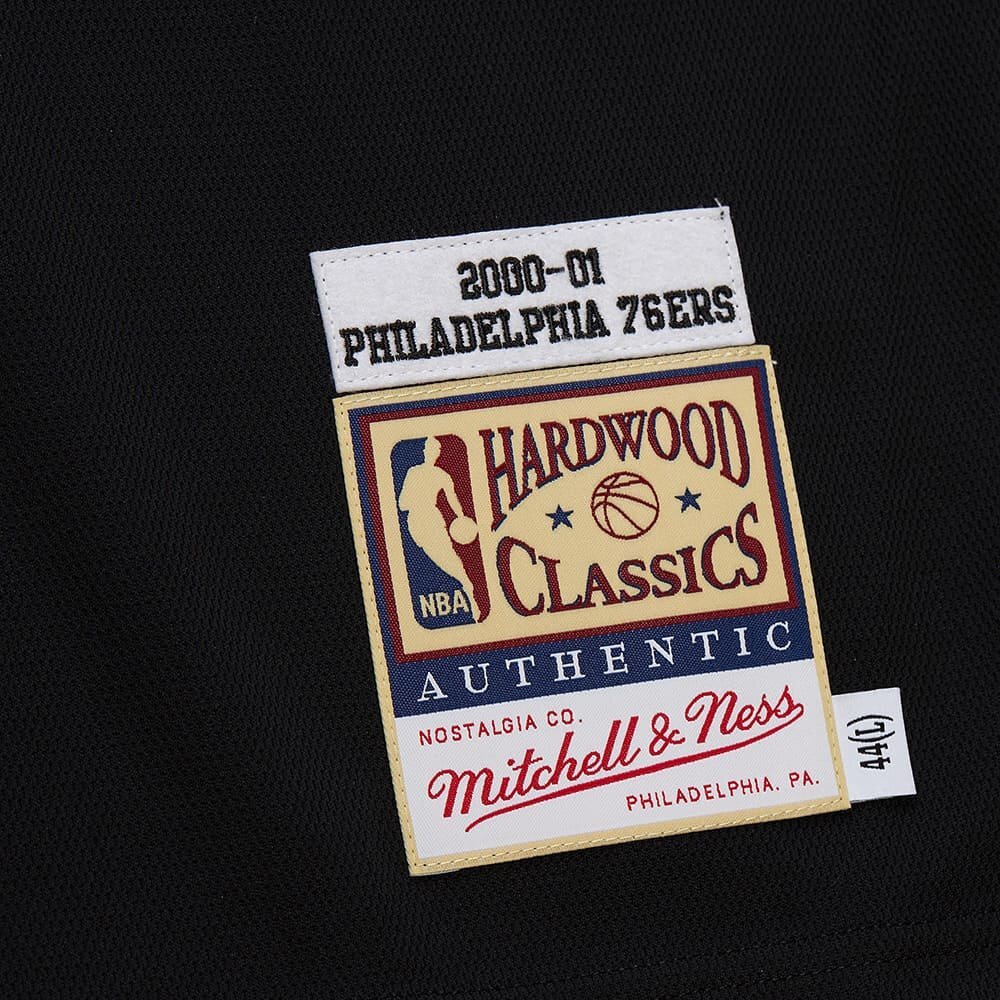 2000-01
PHILADELPHIA 76ERS
HARDWOOD
CLASSICS
NBA
AUTHENTIC
NOSTALGIA CO.
Mitchell & Ness
PHILADELPHIA, PA.
44(L)